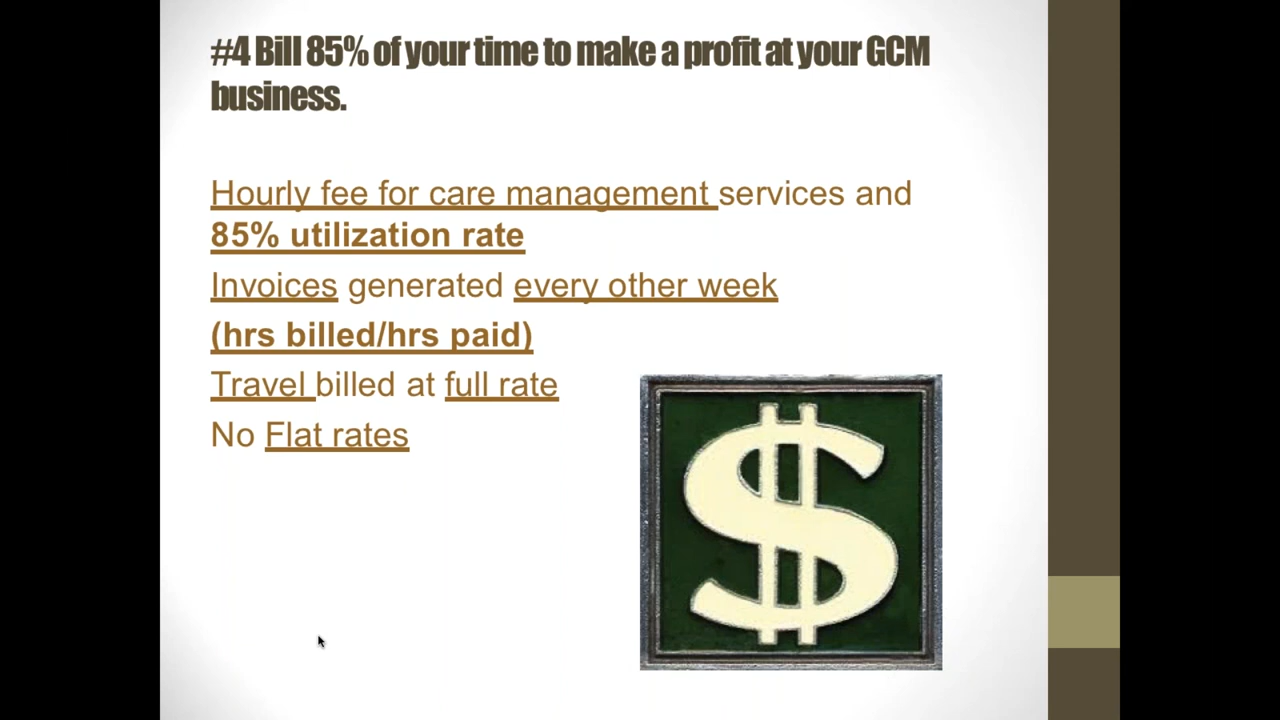 #4 Bill 85% of your time to make a profit at your GCM
business.
Hourly fee for care management services and
85% utilization rate
Invoices generated every other week
(hrs billed/hrs paid)
Travel billed at full rate
No Flat rates
$